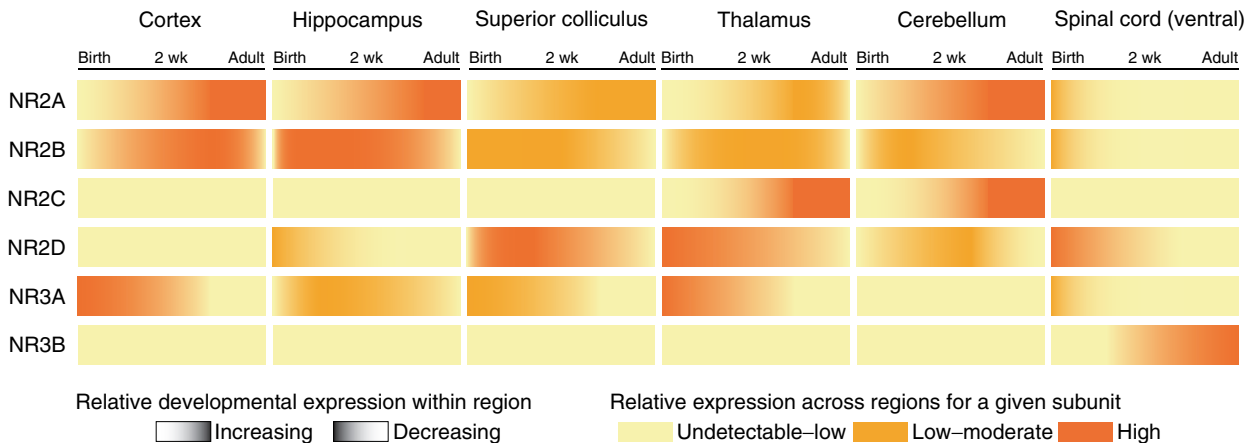 Cortex Hippocampus Superior colliculus Thalamus Cerebellum Spinal cord (ventral)
Birth 2 wk Adult Birth 2 wk Adult Birth 2 wk Adult Birth 2 wk Adult Birth 2 wk Adult Birth 2 wk Adult
NR2A
NR2B
NR2C
NR2D
NR3A
NR3B
Relative developmental expression within region
Increasing Decreasing
Relative expression across regions for a given subunit
Undetectable–low Low–moderate High